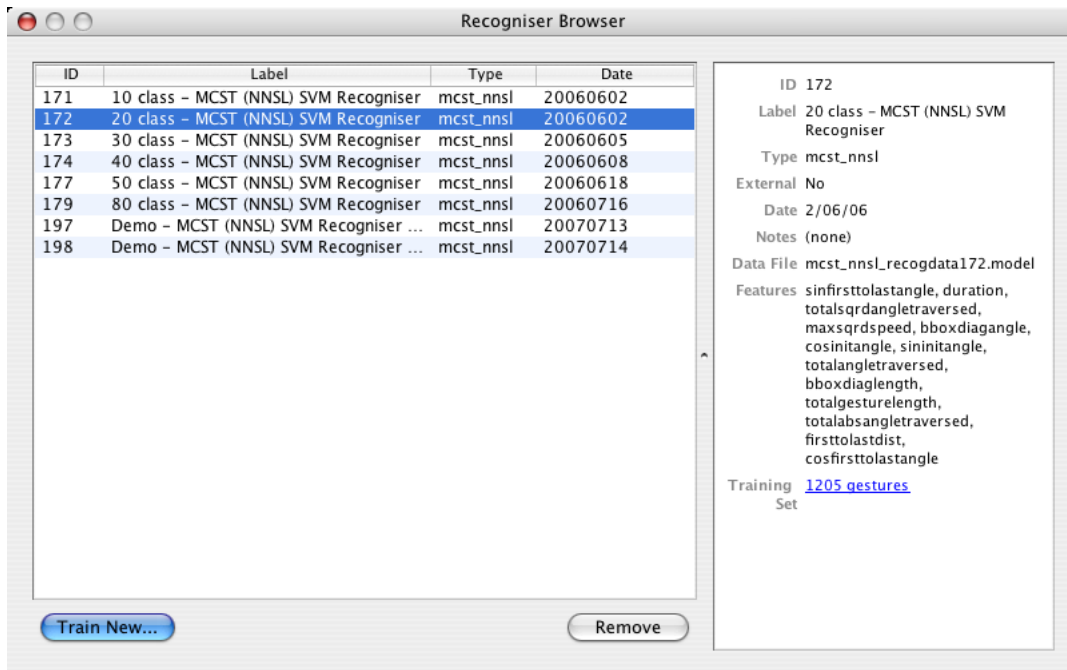 Recogniser Browser
ID Label Type Date
171 10 class – MCST (NNSL) SVM Recogniser mcst_nnsl 20060602
172 20 class – MCST (NNSL) SVM Recogniser mcst_nnsl 20060602
173 30 class – MCST (NNSL) SVM Recogniser mcst_nnsl 20060605
174 40 class – MCST (NNSL) SVM Recogniser mcst_nnsl 20060608
177 50 class – MCST (NNSL) SVM Recogniser mcst_nnsl 20060618
179 80 class – MCST (NNSL) SVM Recogniser mcst_nnsl 20060716
197 Demo – MCST (NNSL) SVM Recogniser ... mcst_nnsl 20070713
198 Demo – MCST (NNSL) SVM Recogniser ... mcst_nnsl 20070714
Train New...
Remove
ID 172
Label 20 class – MCST (NNSL) SVM
Recogniser
Type mcst_nnsl
External No
Date 2/06/06
Notes (none)
Data File mcst_nnsl_recogdata172.model
Features sinfirsttolastangle, duration,
totalsqrdangletraversed,
maxsqrdspeed, bboxdiagangle,
cosinitangle, sininitangle,
totalangletraversed,
bboxdiaglength,
totalgesturelength,
totalabsangletraversed,
firsttolastdist,
cosfirsttolastangle
Training 1205 gestures
Set